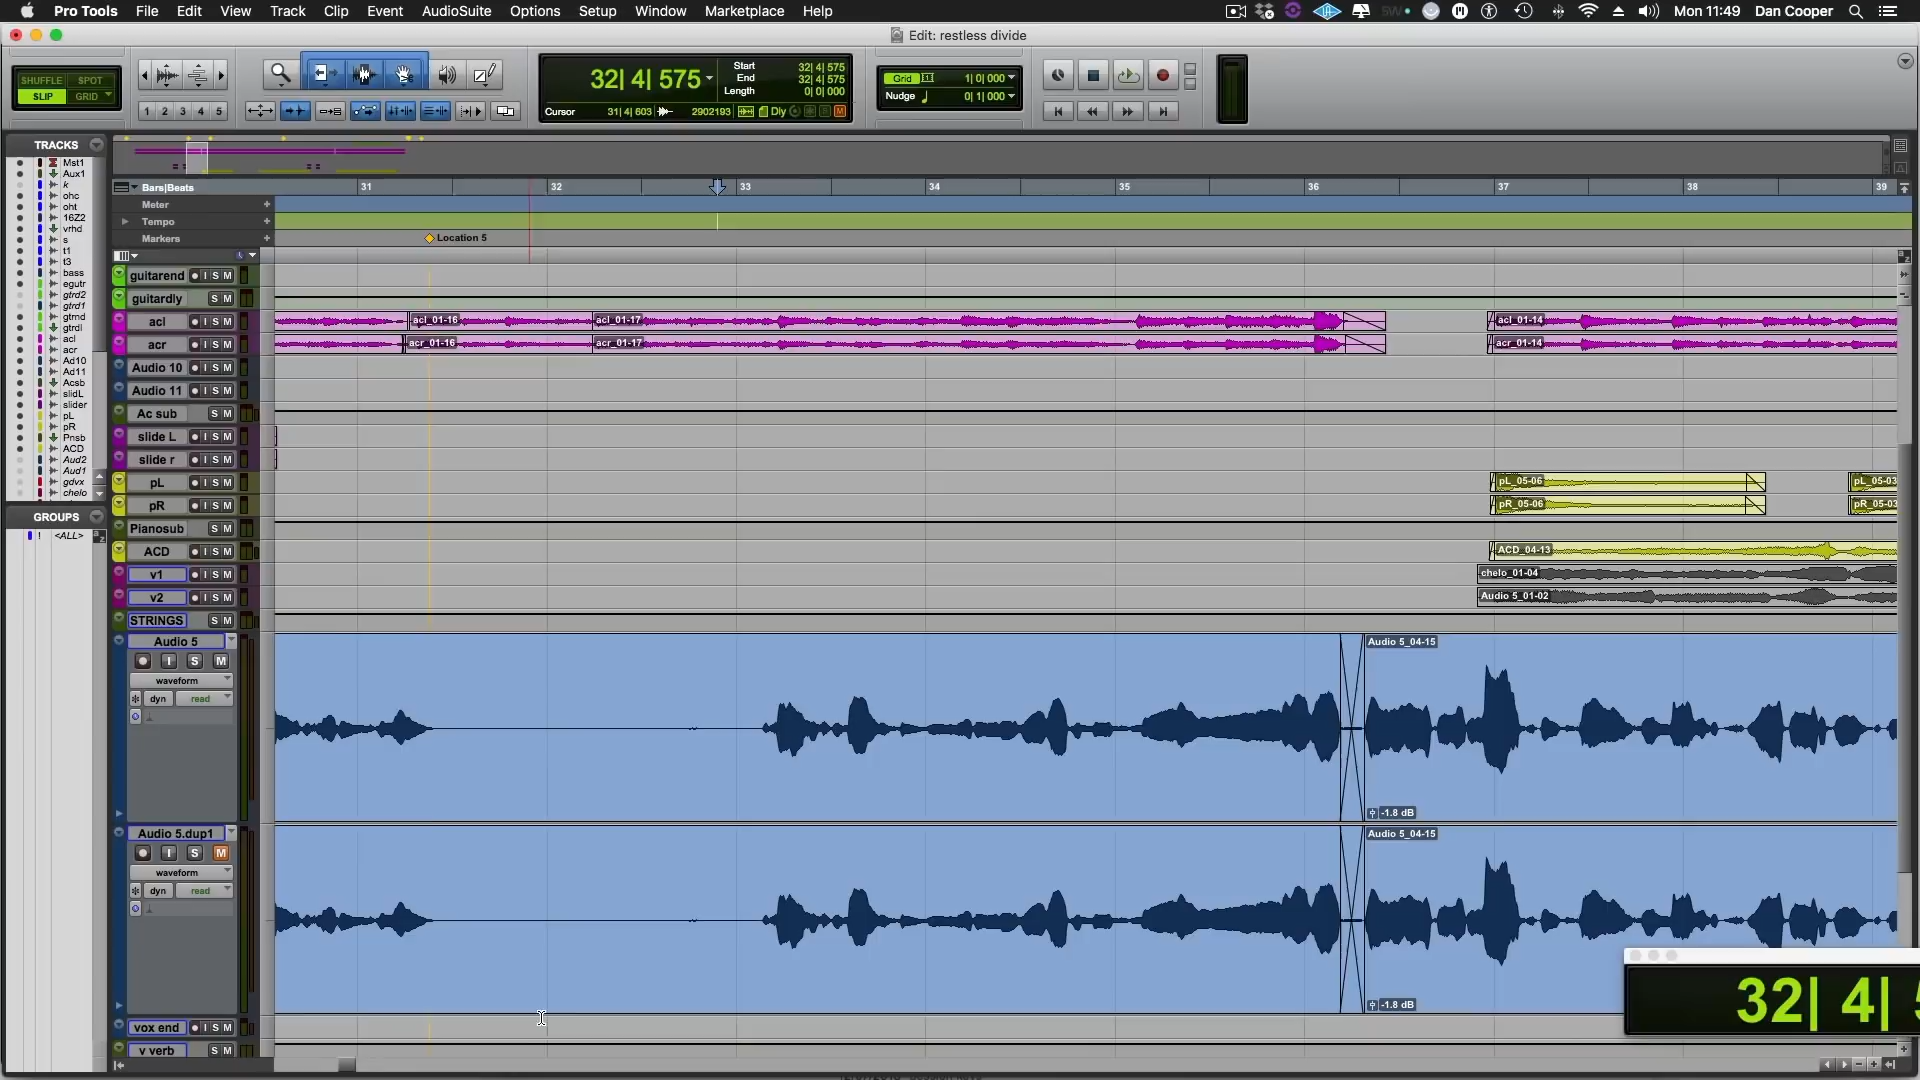 Pro Tools File Edit View Track Clip Event AudioSuite Options Setup Window Marketplace Help Mon 11:49 Dan Cooper
Edit: restless divide
SHUFFLE SPOT
SLIP GRID
1 2 3 4 5
32| 4| 575
Start 32| 4| 575
End 32| 4| 575
Length 0| 0| 000
Cursor 31| 4| 603 2902193 Dly
Grid 1| 0| 000
Nudge 0| 1| 000
TRACKS
Mst1
Aux1
k
ohc
oht
16Z2
vrhd
s
t1
t3
bass
egutr
gtrd2
gtrd1
gtrnd
gtrdl
acl
acr
Ad10
Ad11
Acsb
slidL
slider
pL
pR
Pnsb
ACD
Aud2
Aud1
gdvx
chelo
GROUPS
! <ALL>
Bars|Beats 31 32 33 34 35 36 37 38 39
Meter +
Tempo +
Markers + Location 5
guitarend I S M
guitardly S M
acl I S M acl_01-16 acl_01-17 acl_01-14
acr I S M acr_01-16 acr_01-17 acr_01-14
Audio 10 I S M
Audio 11 I S M
Ac sub S M
slide L I S M
slide r I S M
pL I S M pL_05-06 pL_05-03
pR I S M pR_05-06 pR_05-03
Pianosub S M
ACD I S M ACD_04-13
v1 I S M chelo_01-04
v2 I S M Audio 5_01-02
STRINGS S M
Audio 5 Audio 5_04-15
I S M
waveform
dyn read
-1.8 dB
Audio 5.dup1 Audio 5_04-15
I S M
waveform
dyn read
-1.8 dB
32| 4|
vox end I S M
v verb S M